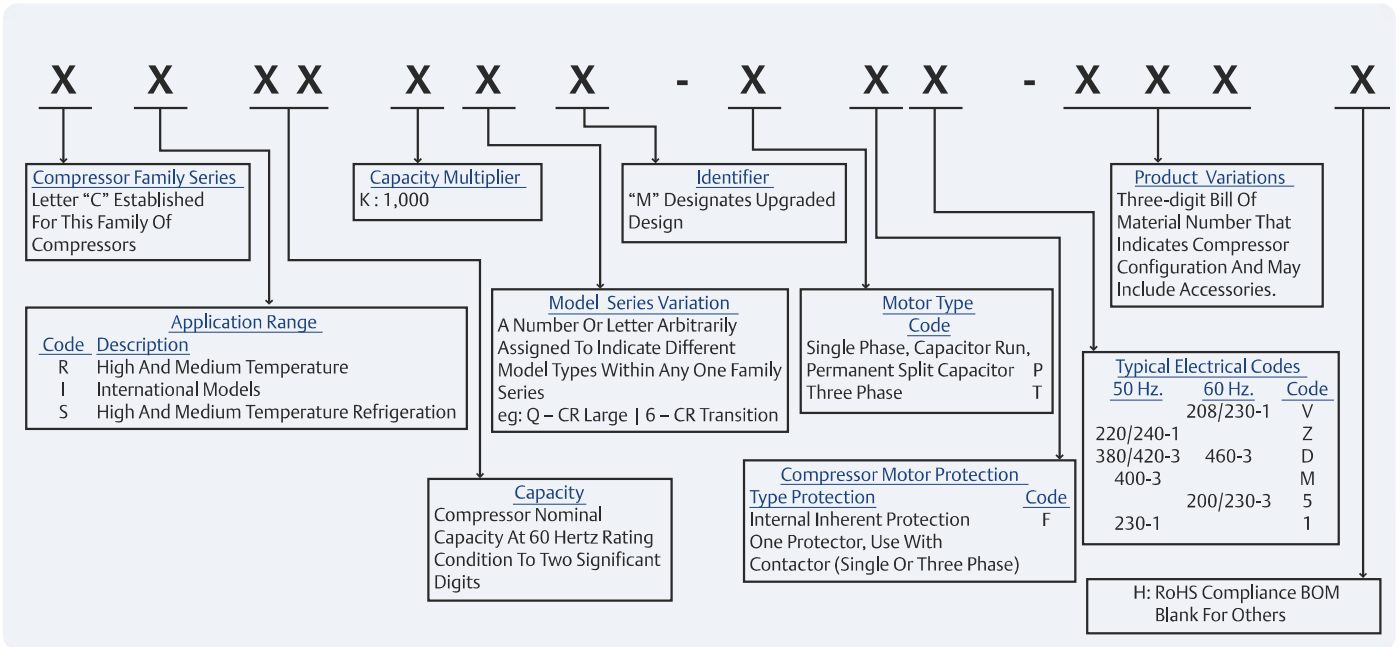 X X X X X X X - X X X - X X X X
Compressor Family Series
Letter “C” Established
For This Family Of
Compressors
Capacity Multiplier
K : 1,000
Identifier
“M” Designates Upgraded
Design
Product Variations
Three-digit Bill Of
Material Number That
Indicates Compressor
Configuration And May
Include Accessories.
Application Range
Code Description
R High And Medium Temperature
I International Models
S High And Medium Temperature Refrigeration
Model Series Variation
A Number Or Letter Arbitrarily
Assigned To Indicate Different
Model Types Within Any One Family
Series
eg: Q – CR Large | 6 – CR Transition
Motor Type
Code
Single Phase, Capacitor Run,
Permanent Split Capacitor P
Three Phase T
Typical Electrical Codes
50 Hz. 60 Hz. Code
208/230-1 V
220/240-1 Z
380/420-3 460-3 D
400-3 M
200/230-3 5
230-1 1
Capacity
Compressor Nominal
Capacity At 60 Hertz Rating
Condition To Two Significant
Digits
Compressor Motor Protection
Type Protection Code
Internal Inherent Protection F
One Protector, Use With
Contactor (Single Or Three Phase)
H: RoHS Compliance BOM
Blank For Others